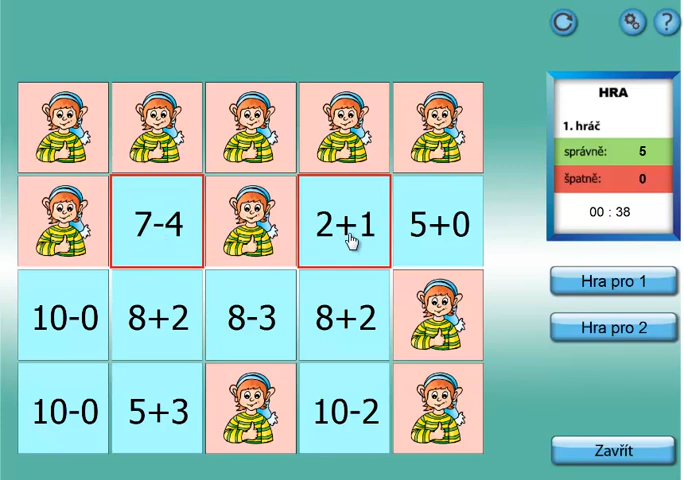 ?
HRA
1. hráč
správně: 5
špatně: 0
00 : 38
7-4 2+1 5+0
10-0 8+2 8-3 8+2
10-0 5+3 10-2
Hra pro 1
Hra pro 2
Zavřít